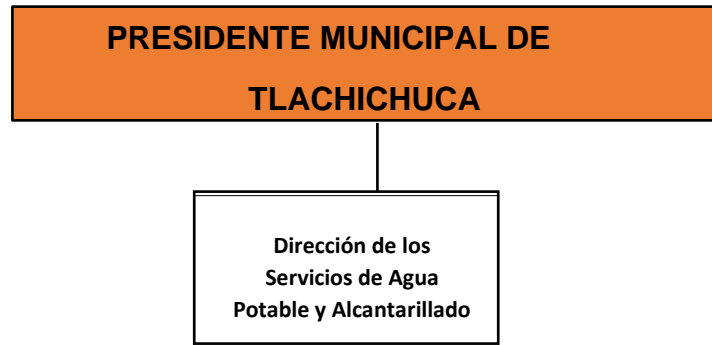 PRESIDENTE MUNICIPAL DE
TLACHICHUCA
Dirección de los
Servicios de Agua
Potable y Alcantarillado